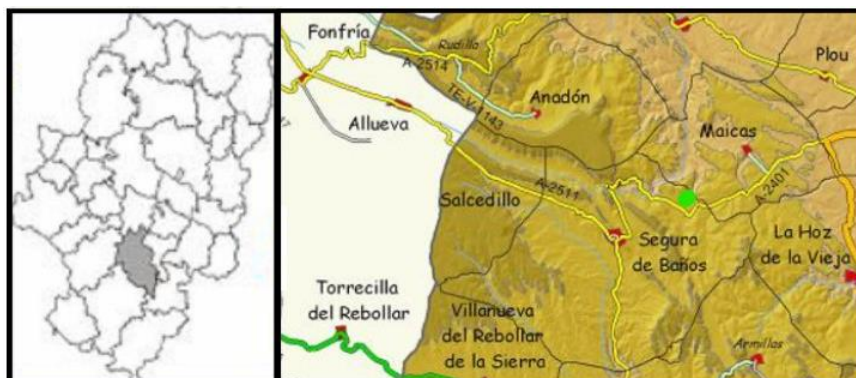 Fonfría
Rudilla
A-2514
TE-V-1143
Plou
Anadón
Allueva
Maicas
A-2401
A-2511
Salcedillo
Segura
de Baños
La Hoz
de la Vieja
Torrecilla
del Rebollar
Villanueva
del Rebollar
de la Sierra
Armillas